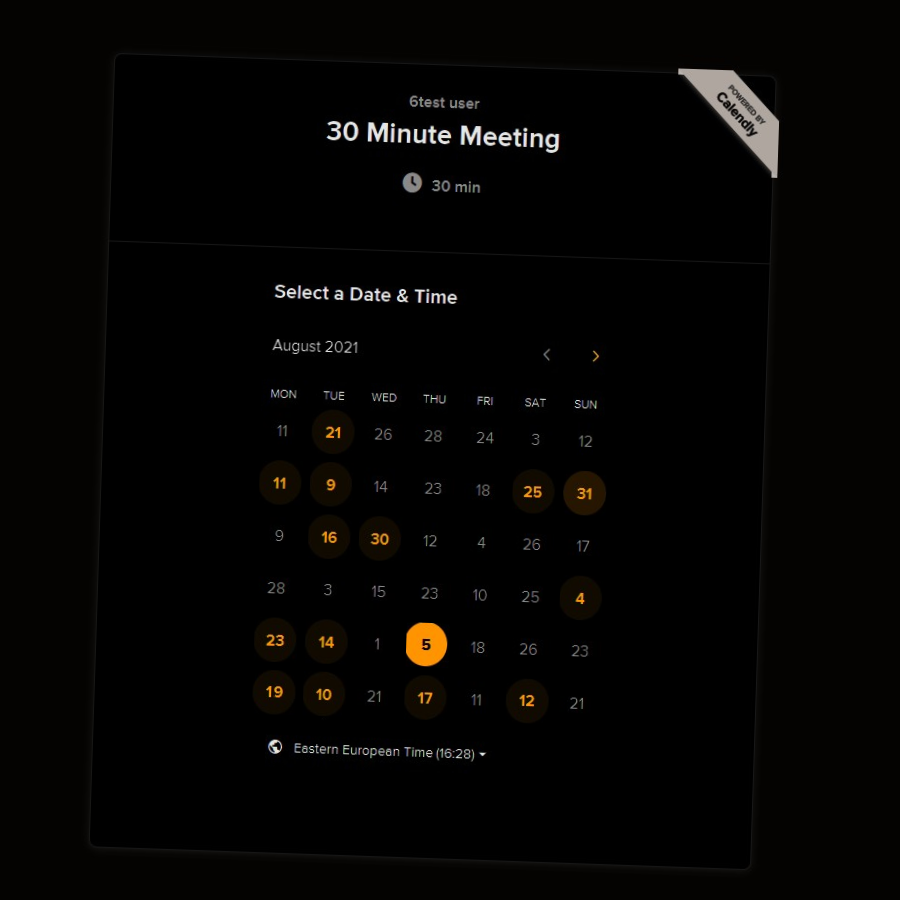 POWERED BY
Calendly
6test user
30 Minute Meeting
30 min
Select a Date & Time
August 2021
MON TUE WED THU FRI SAT SUN
11 21 26 28 24 3 12
11 9 14 23 18 25 31
9 16 30 12 4 26 17
28 3 15 23 10 25 4
23 14 1 5 18 26 23
19 10 21 17 11 12 21
Eastern European Time (16:28)